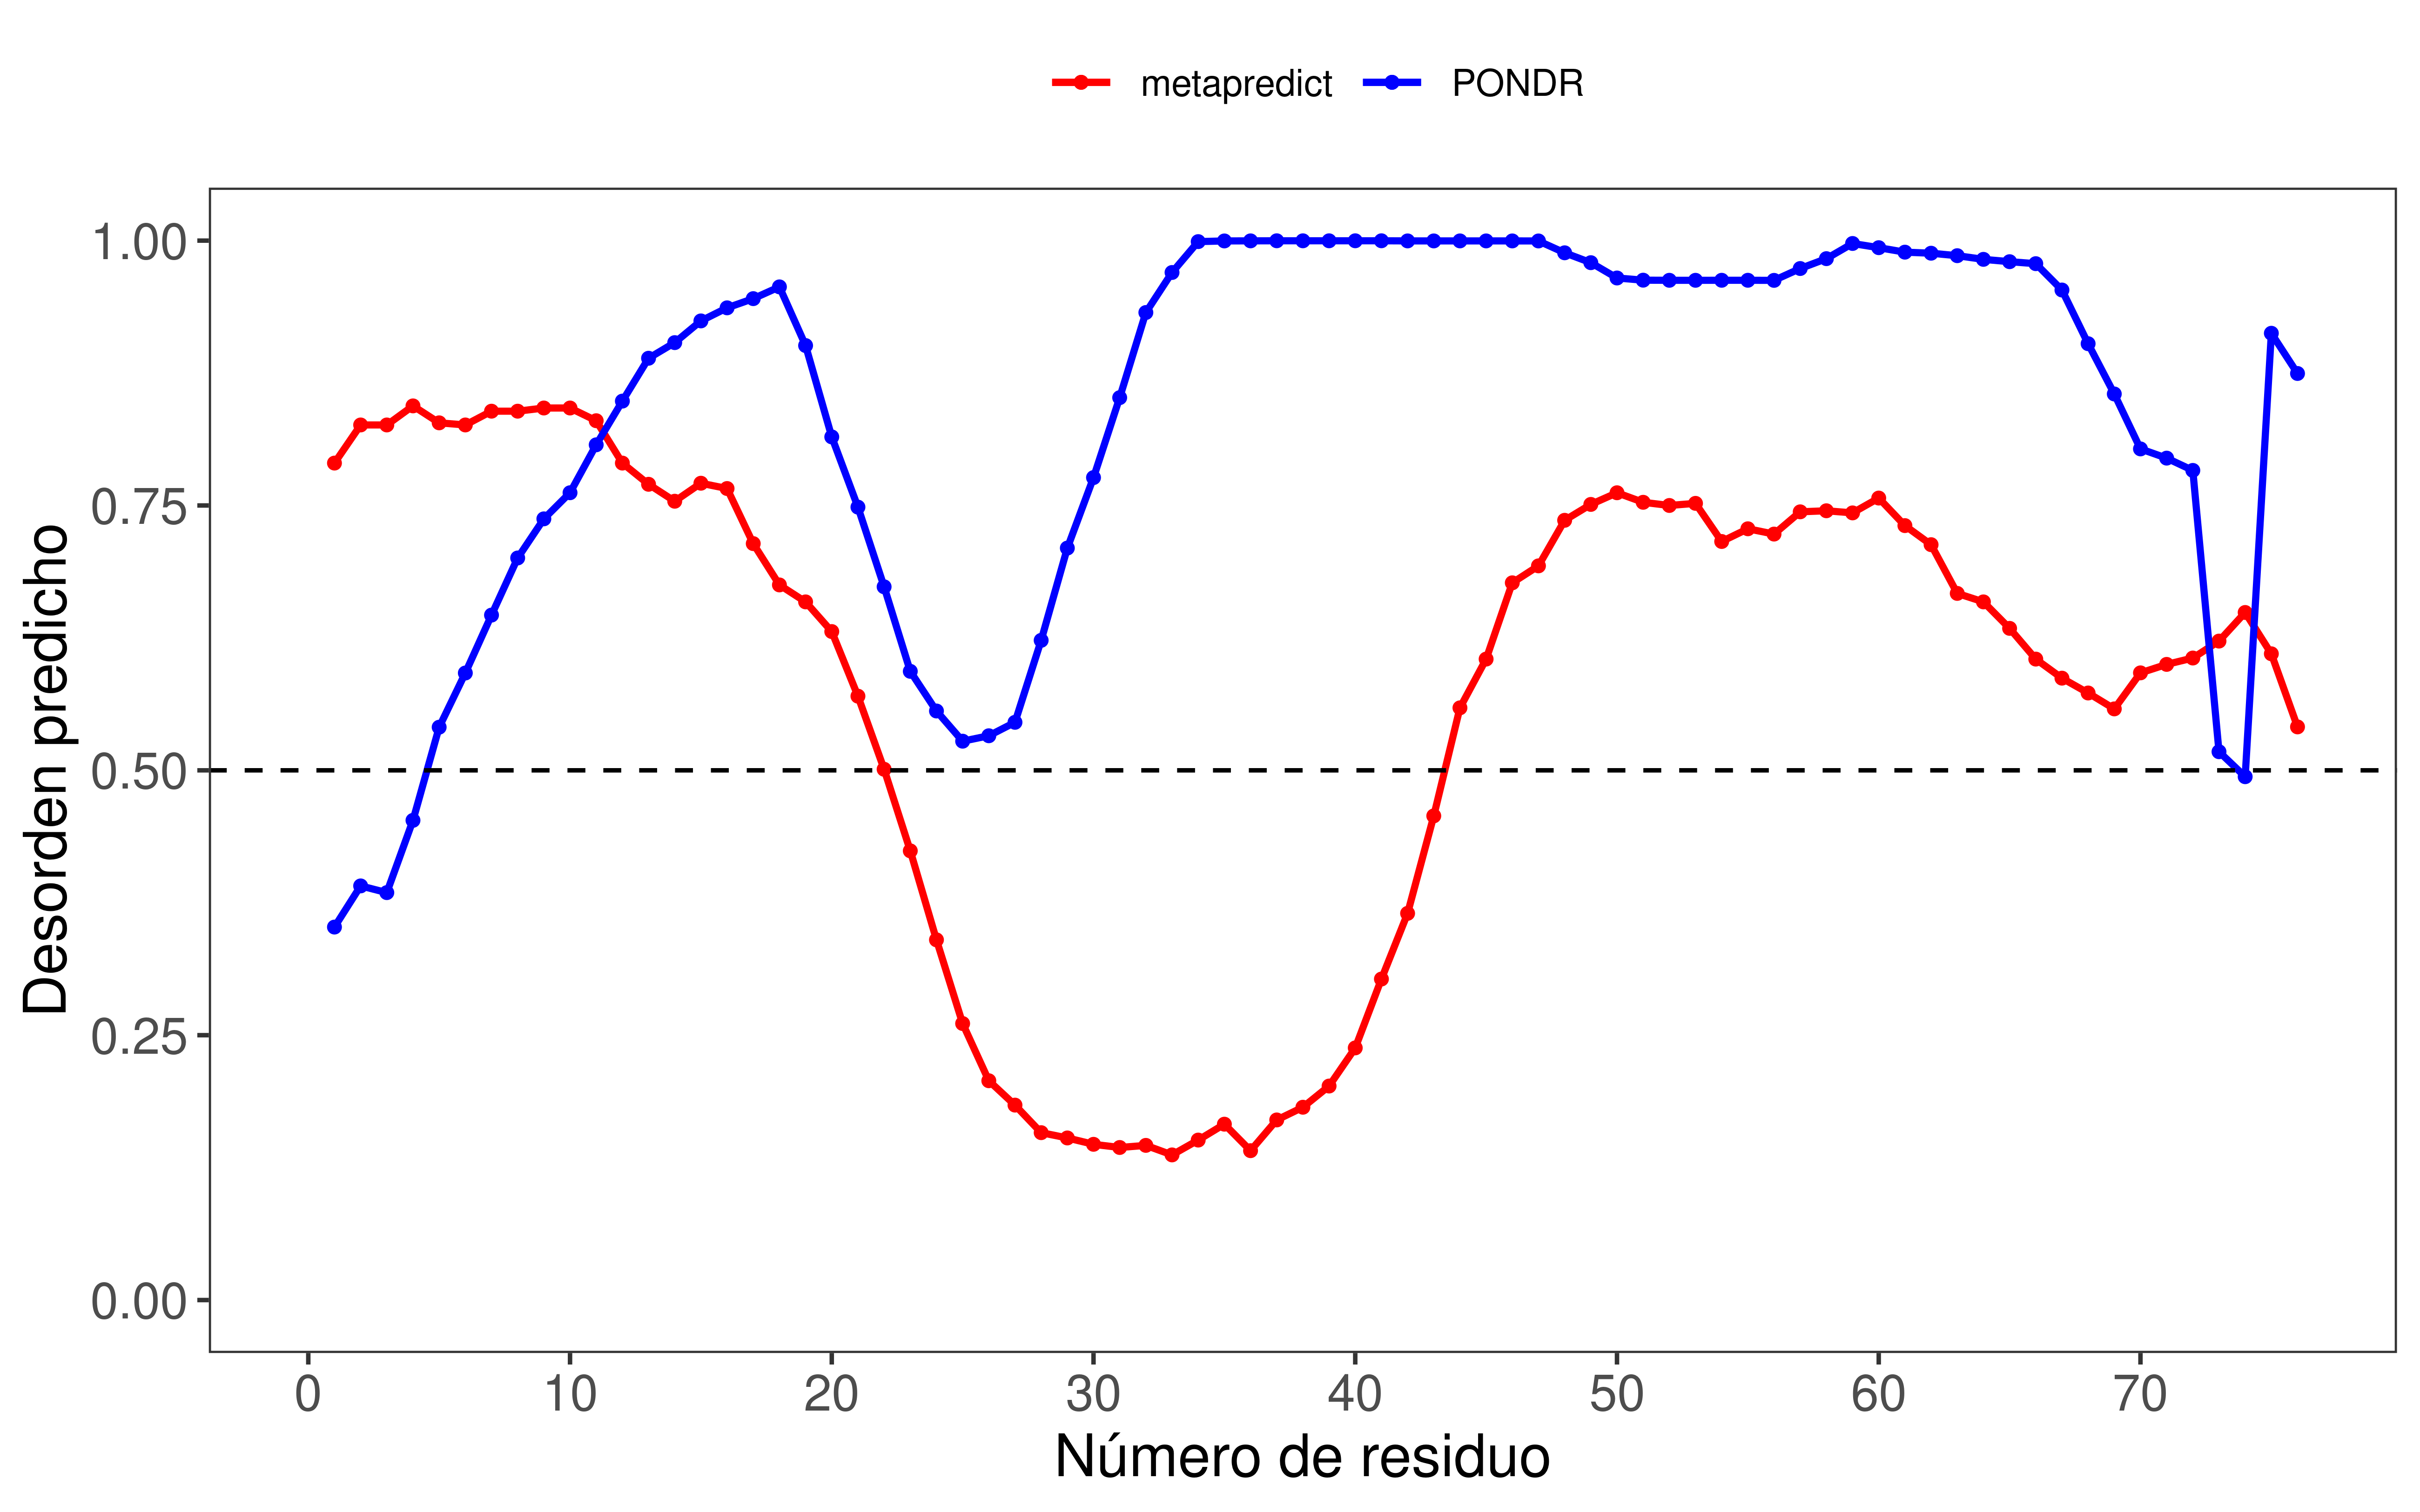 metapredict PONDR
1.00
0.75
0.50
0.25
0.00
Desorden predicho
0 10 20 30 40 50 60 70
Número de residuo